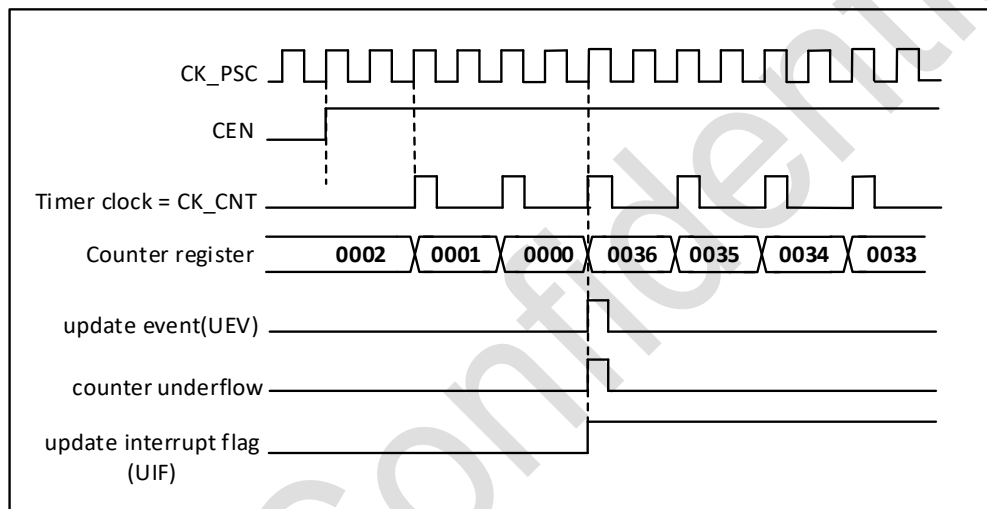 CK_PSC
CEN
Timer clock = CK_CNT
Counter register 0002 0001 0000 0036 0035 0034 0033
update event(UEV)
counter underflow
update interrupt flag
(UIF)
Confidenti